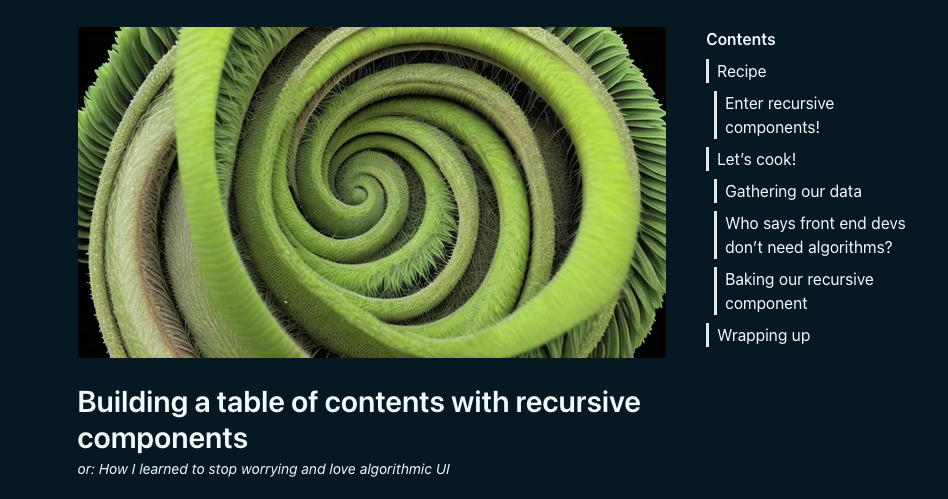 Contents
Recipe
Enter recursive
components!
Let’s cook!
Gathering our data
Who says front end devs
don’t need algorithms?
Baking our recursive
component
Wrapping up
Building a table of contents with recursive
components
or: How I learned to stop worrying and love algorithmic UI